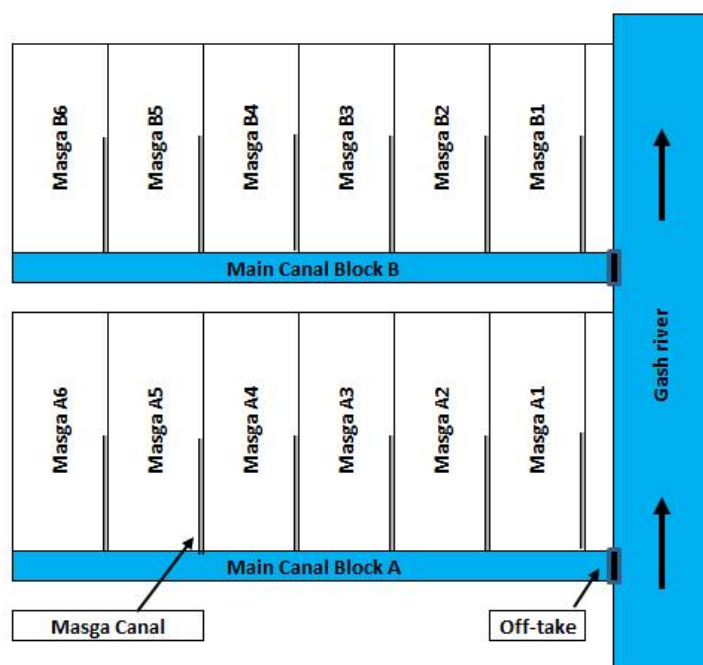 Masga B6
Masga B5
Masga B4
Masga B3
Masga B2
Masga B1
Main Canal Block B
Gash river
Masga A6
Masga A5
Masga A4
Masga A3
Masga A2
Masga A1
Main Canal Block A
Masga Canal
Off-take